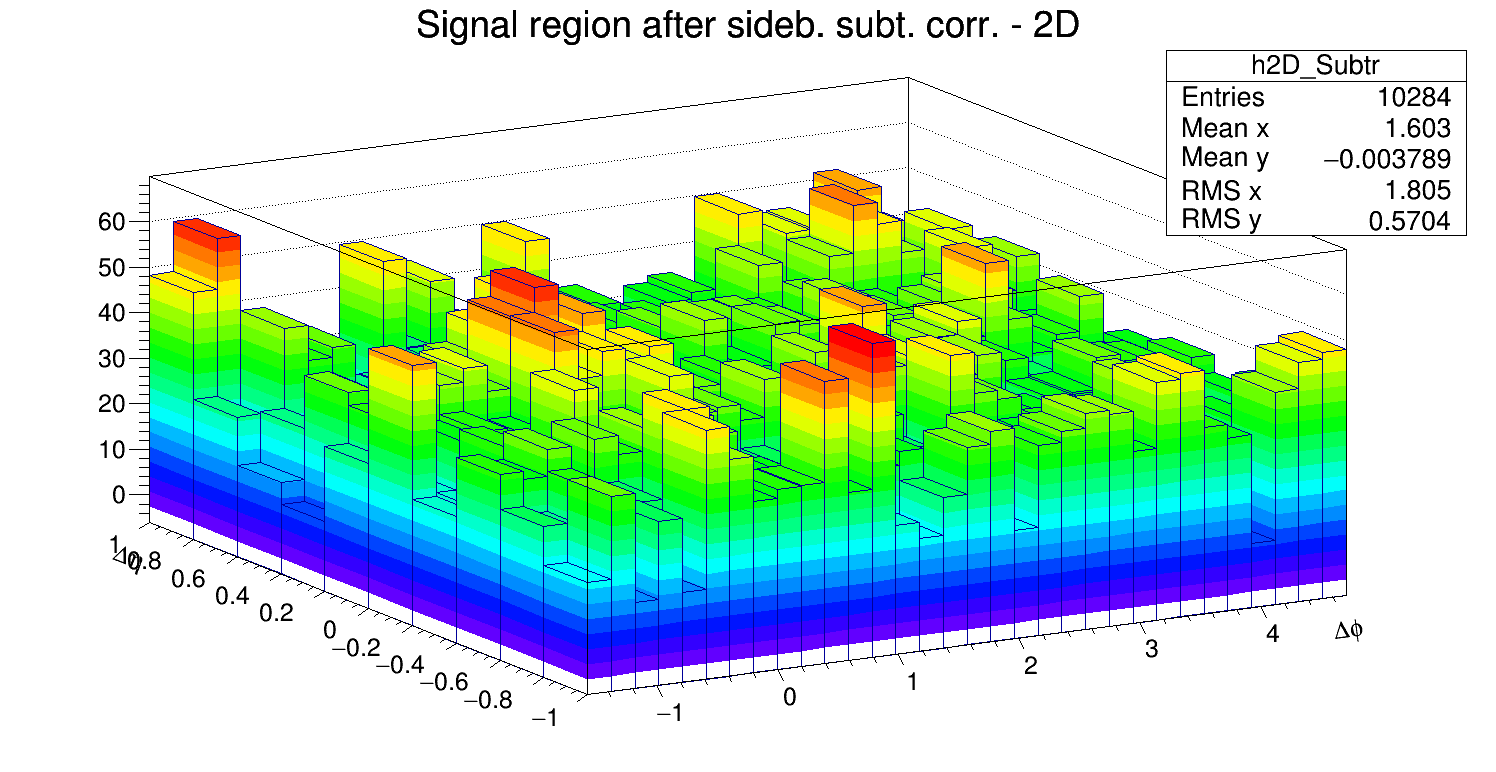 Signal region after sideb. subt. corr. - 2D
h2D_Subtr
Entries 10284
Mean x 1.603
Mean y −0.003789
RMS x 1.805
RMS y 0.5704
60
50
40
30
20
10
0
1
Δη
0.8
0.6
0.4
0.2
0
−0.2
−0.4
−0.6
−0.8
−1
−1
0
1
2
3
4
Δϕ